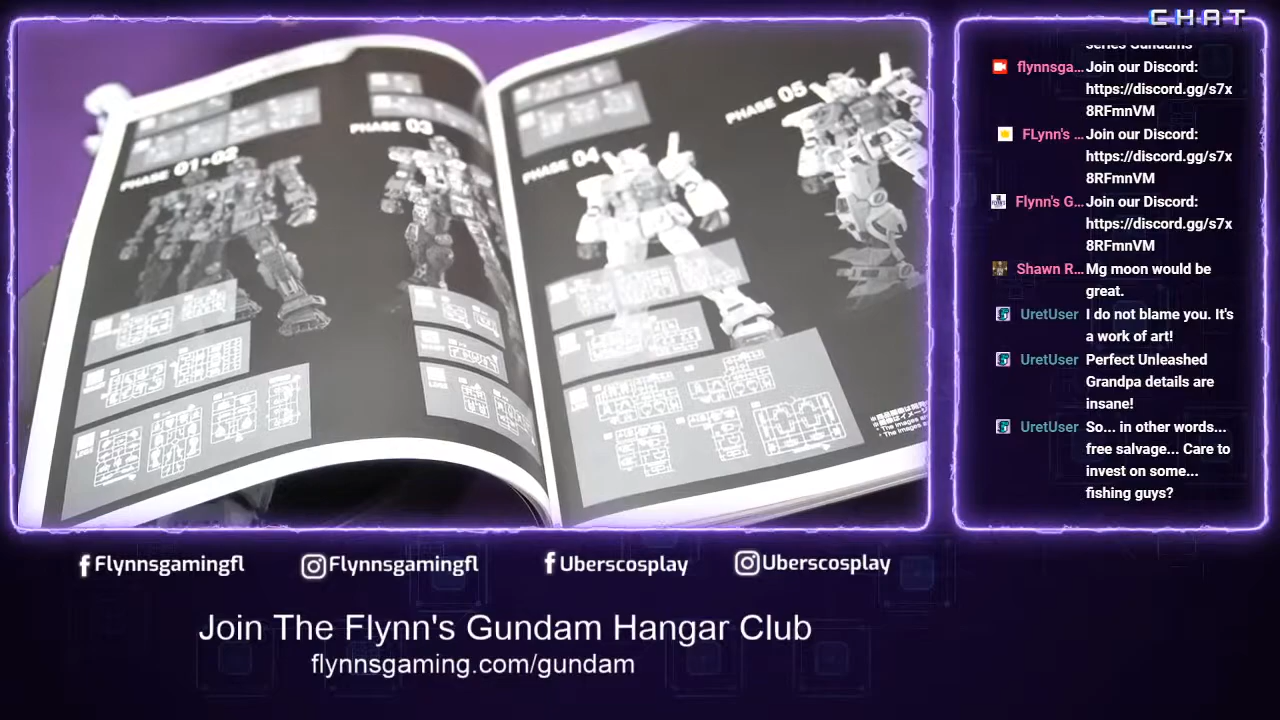 CHAT
series Gundams
flynnsga... Join our Discord:
https://discord.gg/s7x
8RFmnVM
FLynn's ... Join our Discord:
https://discord.gg/s7x
8RFmnVM
Flynn's G... Join our Discord:
https://discord.gg/s7x
8RFmnVM
Shawn R... Mg moon would be
great.
UretUser I do not blame you. It's
a work of art!
UretUser Perfect Unleashed
Grandpa details are
insane!
UretUser So... in other words...
free salvage... Care to
invest on some...
fishing guys?
PHASE 01•02
PHASE 03
PHASE 04
PHASE 05
Flynnsgamingfl Flynnsgamingfl Uberscosplay Uberscosplay
Join The Flynn's Gundam Hangar Club
flynnsgaming.com/gundam